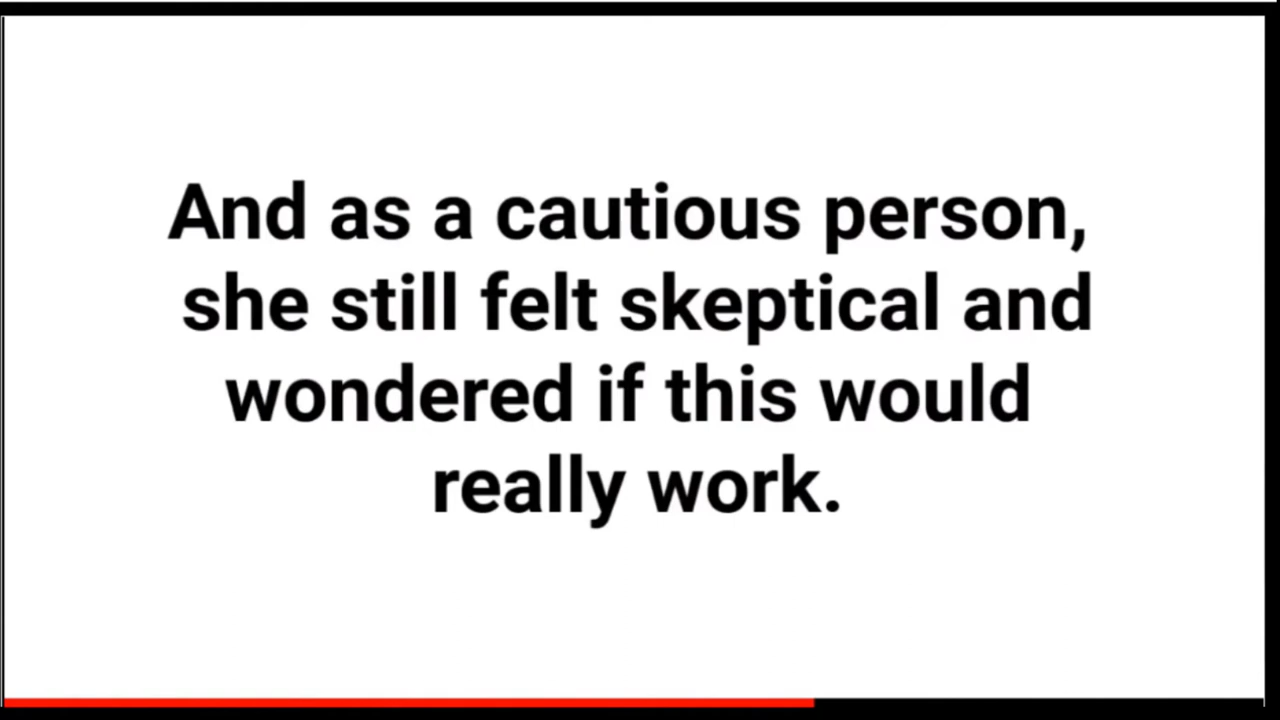 And as a cautious person,
she still felt skeptical and
wondered if this would
really work.